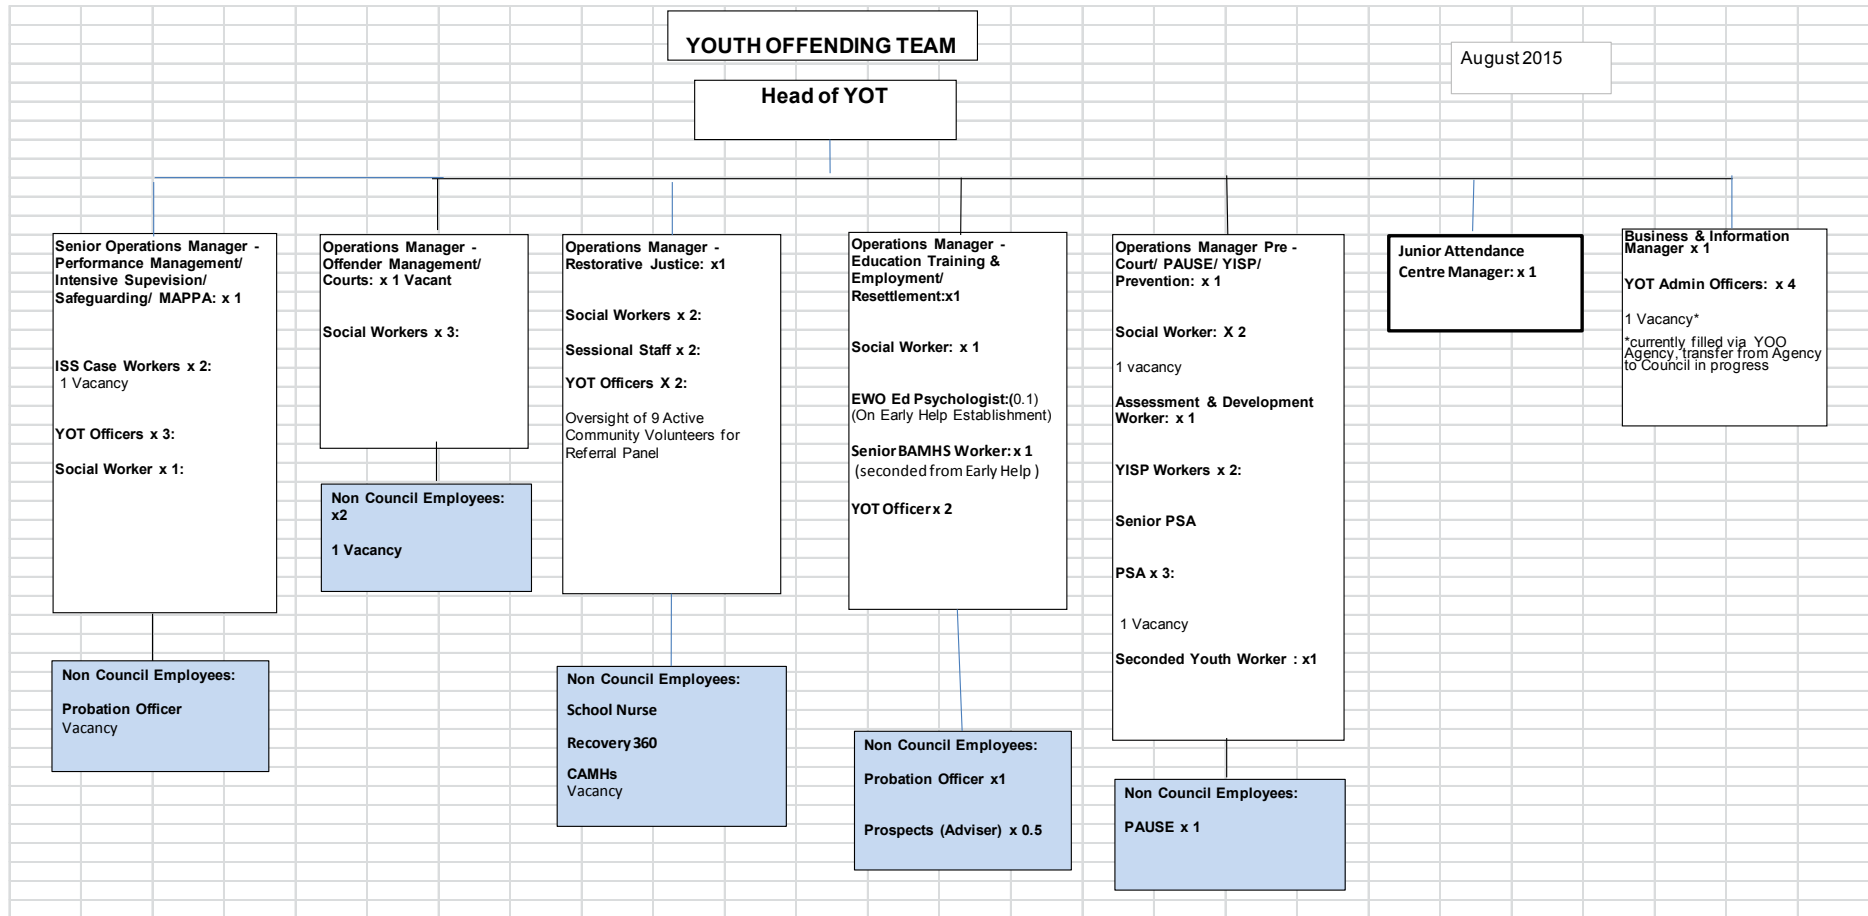 YOUTH OFFENDING TEAM
August 2015
Head of YOT
Senior Operations Manager -
Performance Management/
Intensive Supevision/
Safeguarding/ MAPPA: x 1
ISS Case Workers x 2:
1 Vacancy
YOT Officers x 3:
Social Worker x 1:
Non Council Employees:
Probation Officer
Vacancy
Operations Manager -
Offender Management/
Courts: x 1 Vacant
Social Workers x 3:
Non Council Employees:
x2
1 Vacancy
Operations Manager -
Restorative Justice: x1
Social Workers x 2:
Sessional Staff x 2:
YOT Officers X 2:
Oversight of 9 Active
Community Volunteers for
Referral Panel
Non Council Employees:
School Nurse
Recovery 360
CAMHs
Vacancy
Operations Manager -
Education Training &
Employment/
Resettlement:x1
Social Worker: x 1
EWO Ed Psychologist:(0.1)
(On Early Help Establishment)
Senior BAMHS Worker: x 1
(seconded from Early Help )
YOT Officer x 2
Non Council Employees:
Probation Officer x1
Prospects (Adviser) x 0.5
Operations Manager Pre -
Court/ PAUSE/ YISP/
Prevention: x 1
Social Worker: X 2
1 vacancy
Assessment & Development
Worker: x 1
YISP Workers x 2:
Senior PSA
PSA x 3:
1 Vacancy
Seconded Youth Worker : x1
Non Council Employees:
PAUSE x 1
Junior Attendance
Centre Manager: x 1
Business & Information
Manager x 1
YOT Admin Officers: x 4
1 Vacancy*
*currently filled via YOO
Agency, transfer from Agency
to Council in progress